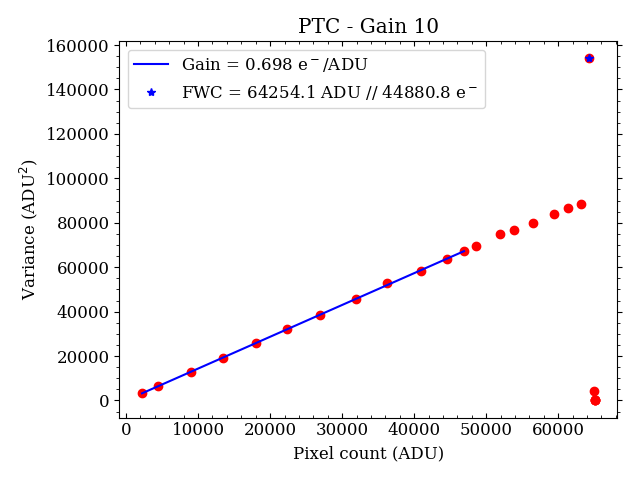 PTC - Gain 10
Gain = 0.698 e⁻/ADU
FWC = 64254.1 ADU // 44880.8 e⁻
Variance (ADU²)
160000
140000
120000
100000
80000
60000
40000
20000
0
0 10000 20000 30000 40000 50000 60000
Pixel count (ADU)